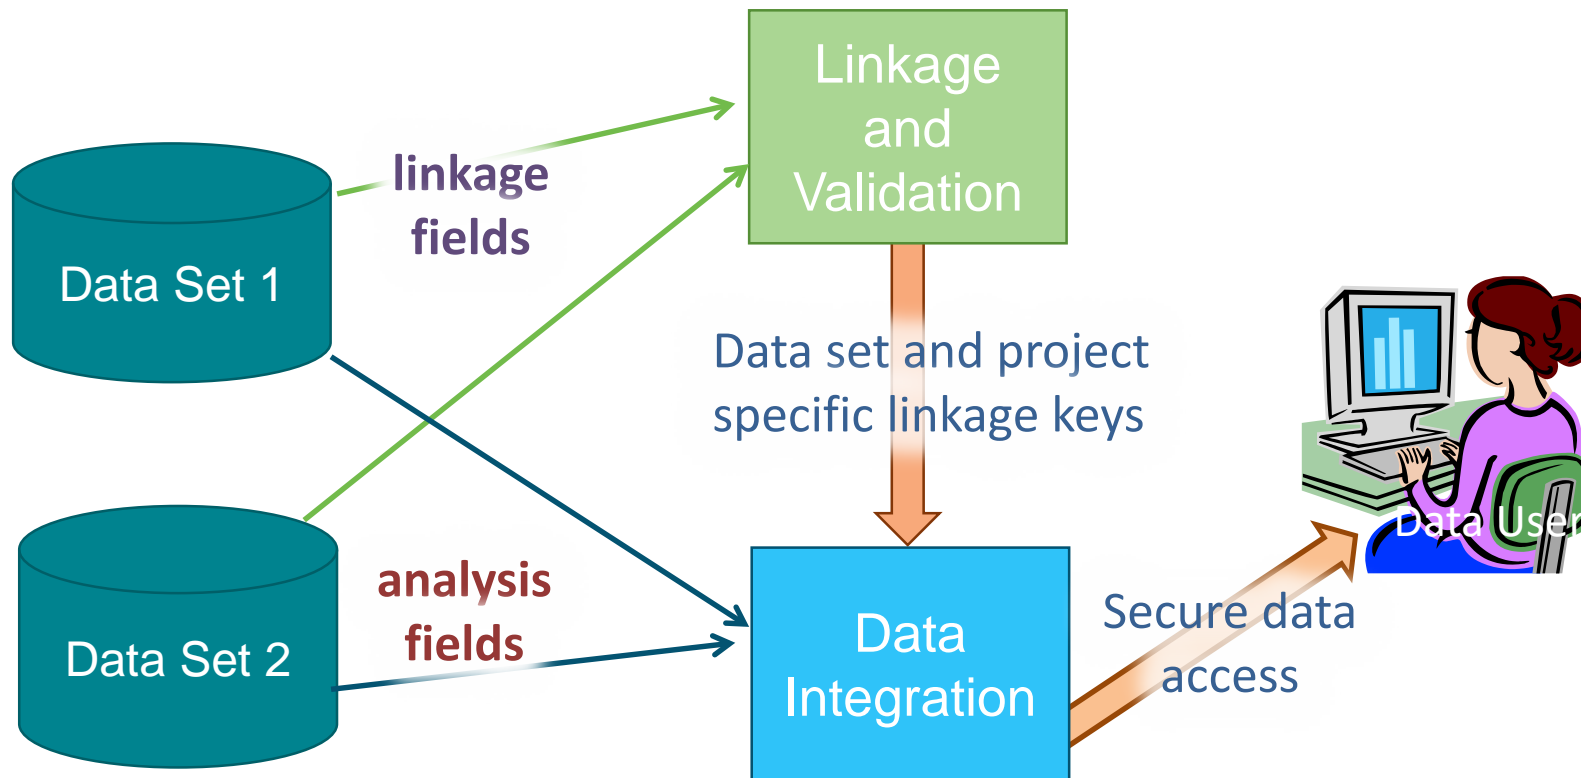 Linkage
and
Validation
linkage
fields
Data Set 1
Data set and project
specific linkage keys
Data User
analysis
fields
Data Set 2
Data
Integration
Secure data
access